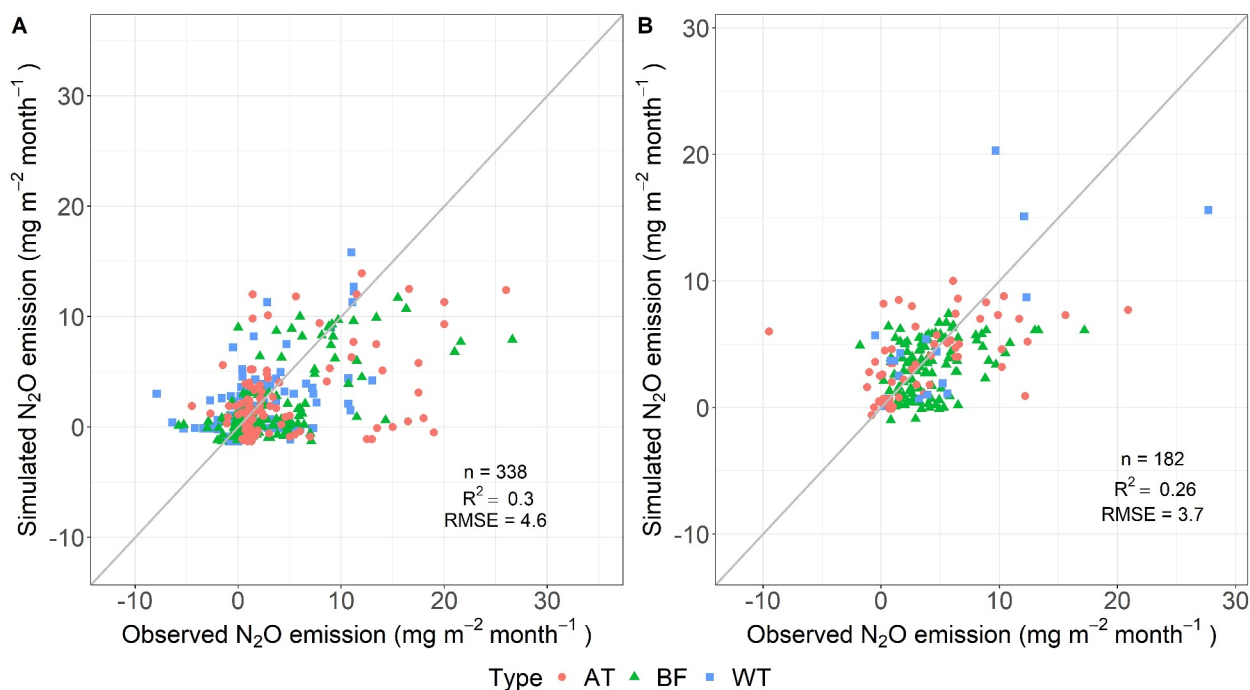 A
B
Simulated N₂O emission (mg m⁻² month⁻¹ )
30
20
10
0
-10
n = 338
R² = 0.3
RMSE = 4.6
-10 0 10 20 30
Observed N₂O emission (mg m⁻² month⁻¹ )
Simulated N₂O emission (mg m⁻² month⁻¹ )
30
20
10
0
-10
n = 182
R² = 0.26
RMSE = 3.7
-10 0 10 20 30
Observed N₂O emission (mg m⁻² month⁻¹ )
Type AT BF WT